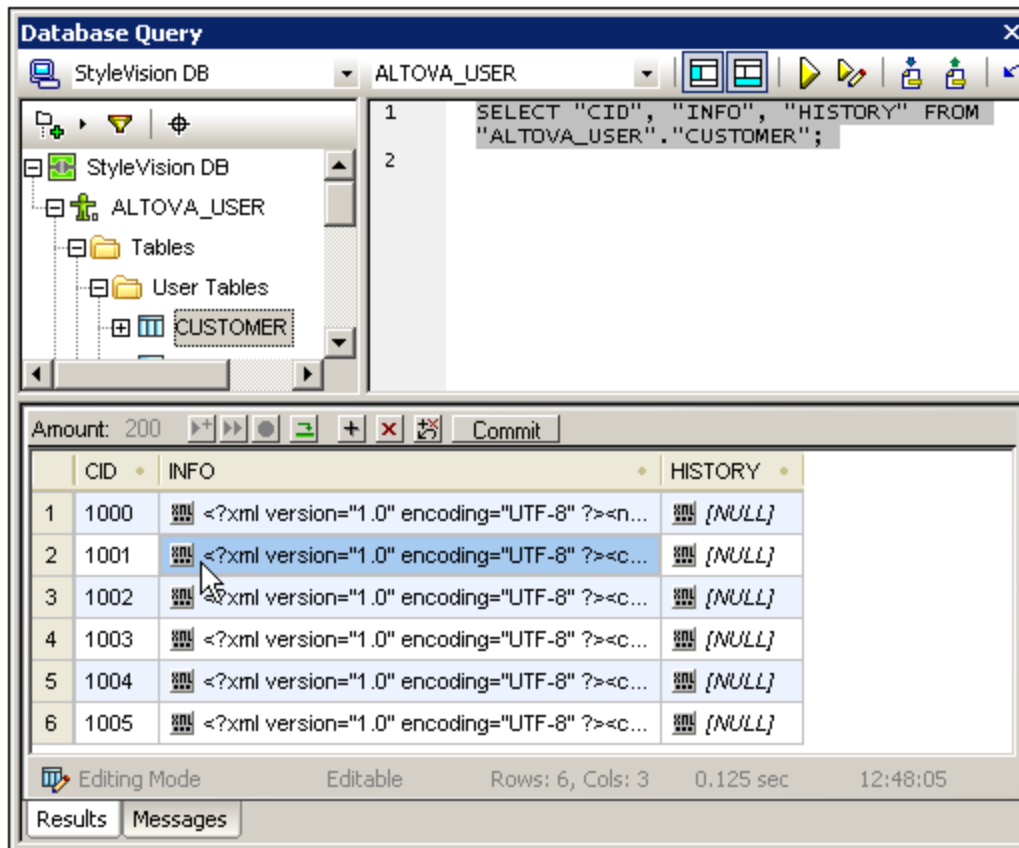 Database Query
StyleVision DB
ALTOVA_USER
StyleVision DB
ALTOVA_USER
Tables
User Tables
CUSTOMER
1 SELECT "CID", "INFO", "HISTORY" FROM
"ALTOVA_USER"."CUSTOMER";
2
Amount: 200 Commit
CID INFO HISTORY
1 1000 <?xml version="1.0" encoding="UTF-8" ?><n... [NULL]
2 1001 <?xml version="1.0" encoding="UTF-8" ?><c... [NULL]
3 1002 <?xml version="1.0" encoding="UTF-8" ?><c... [NULL]
4 1003 <?xml version="1.0" encoding="UTF-8" ?><c... [NULL]
5 1004 <?xml version="1.0" encoding="UTF-8" ?><c... [NULL]
6 1005 <?xml version="1.0" encoding="UTF-8" ?><c... [NULL]
Editing Mode Editable Rows: 6, Cols: 3 0.125 sec 12:48:05
Results Messages